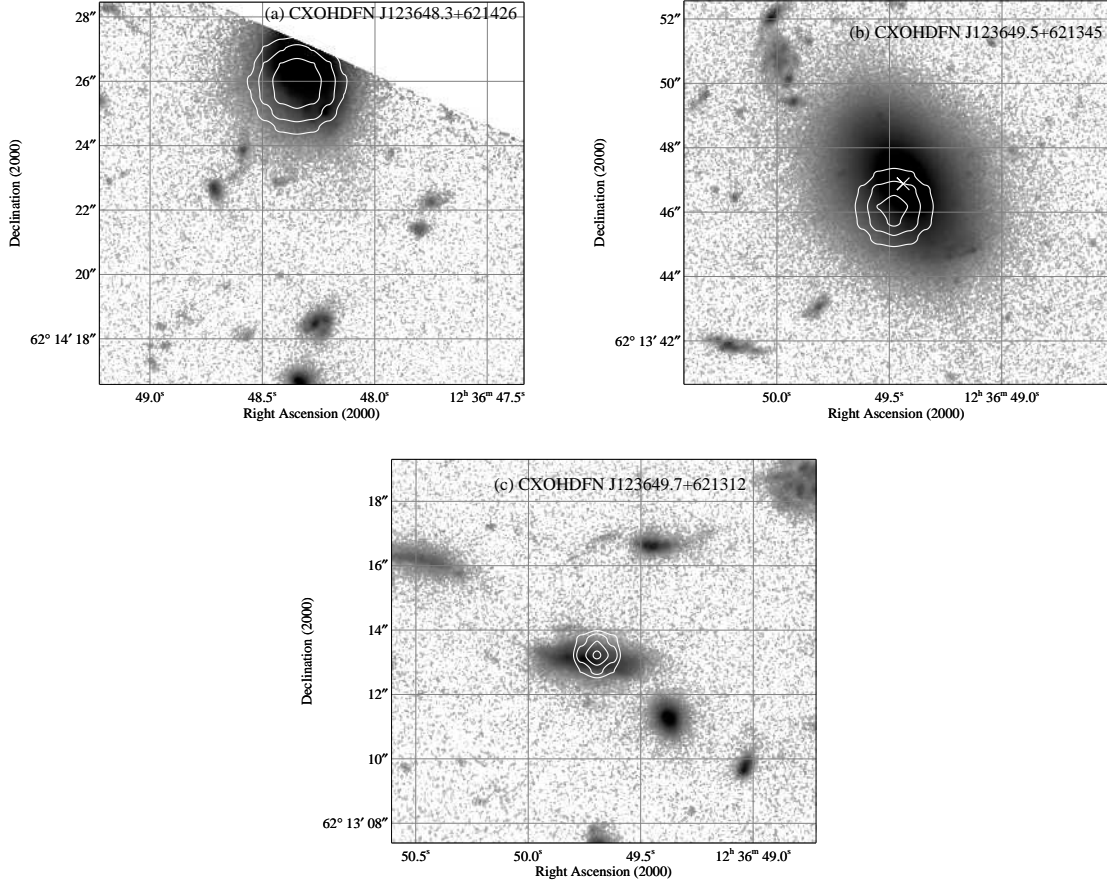 (a) CXOHDFN J123648.3+621426
28″
26″
24″
22″
20″
62° 14′ 18″
Declination (2000)
49.0ˢ 48.5ˢ 48.0ˢ 12ʰ 36ᵐ 47.5ˢ
Right Ascension (2000)
(b) CXOHDFN J123649.5+621345
52″
50″
48″
46″
44″
62° 13′ 42″
Declination (2000)
50.0ˢ 49.5ˢ 12ʰ 36ᵐ 49.0ˢ
Right Ascension (2000)
(c) CXOHDFN J123649.7+621312
18″
16″
14″
12″
10″
62° 13′ 08″
Declination (2000)
50.5ˢ 50.0ˢ 49.5ˢ 12ʰ 36ᵐ 49.0ˢ
Right Ascension (2000)